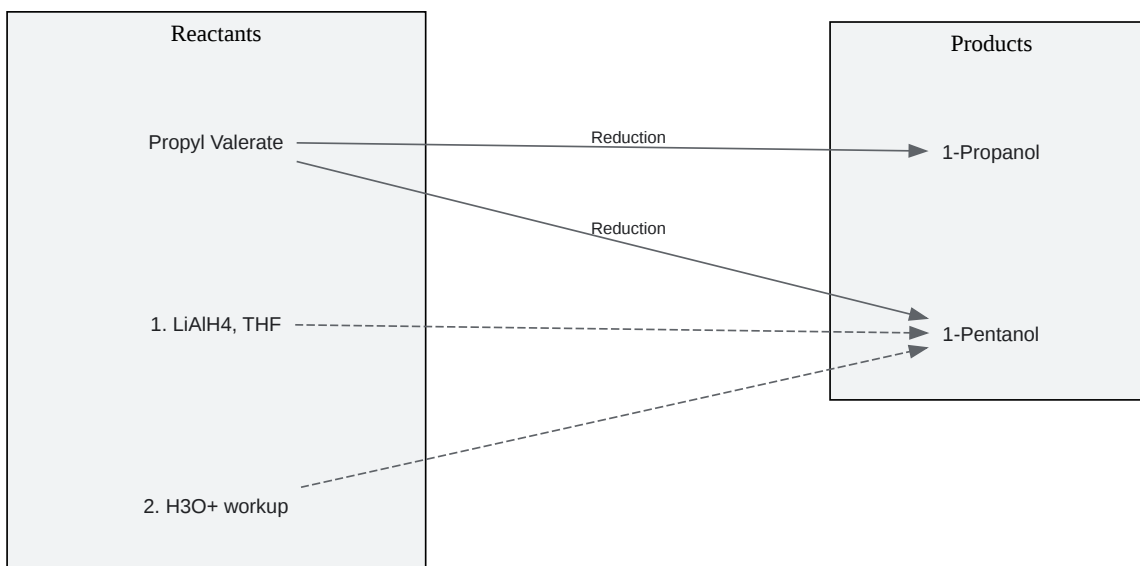 Reactants
Products
Propyl Valerate
Reduction
1-Propanol
Reduction
1. LiAlH4, THF
1-Pentanol
2. H3O+ workup